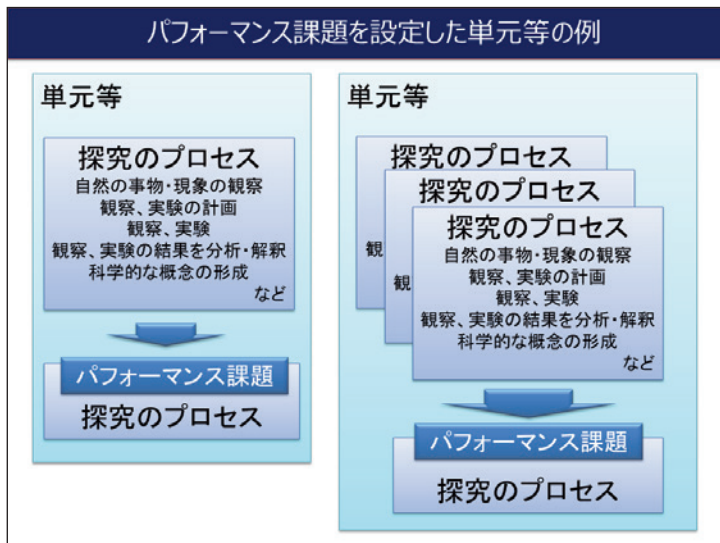 パフォーマンス課題を設定した単元等の例
単元等
探究のプロセス
自然の事物・現象の観察
観察、実験の計画
観察、実験
観察、実験の結果を分析・解釈
科学的な概念の形成
など
パフォーマンス課題
探究のプロセス
単元等
探究のプロセス
観
探究のプロセス
観
探究のプロセス
自然の事物・現象の観察
観察、実験の計画
観察、実験
観察、実験の結果を分析・解釈
科学的な概念の形成
など
パフォーマンス課題
探究のプロセス